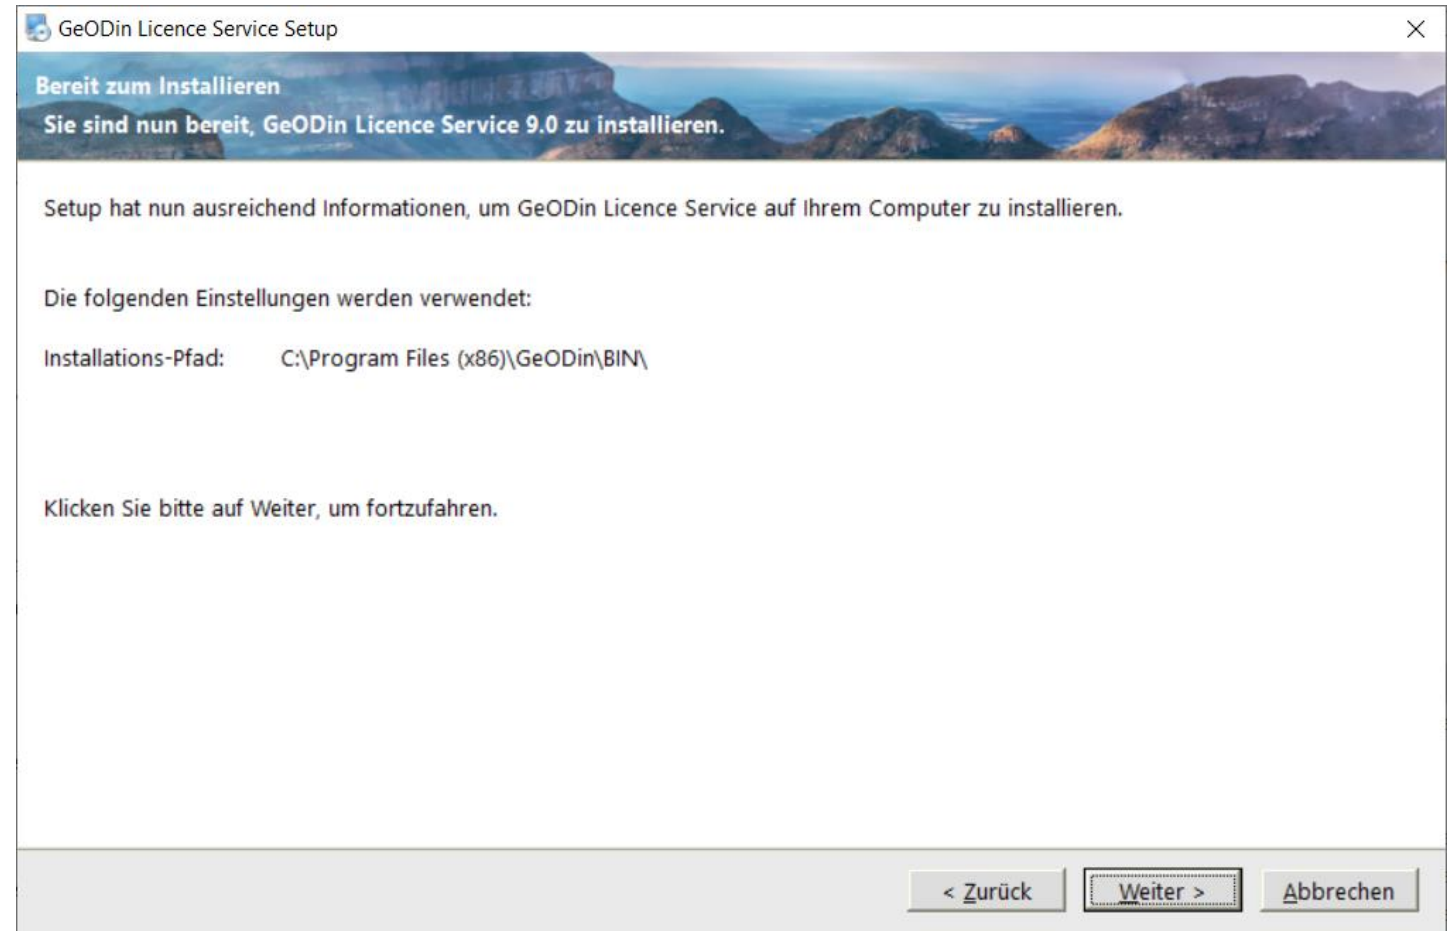 GeODin Licence Service Setup
Bereit zum Installieren
Sie sind nun bereit, GeODin Licence Service 9.0 zu installieren.
Setup hat nun ausreichend Informationen, um GeODin Licence Service auf Ihrem Computer zu installieren.
Die folgenden Einstellungen werden verwendet:
Installations-Pfad: C:\Program Files (x86)\GeODin\BIN\
Klicken Sie bitte auf Weiter, um fortzufahren.
< Zurück Weiter > Abbrechen